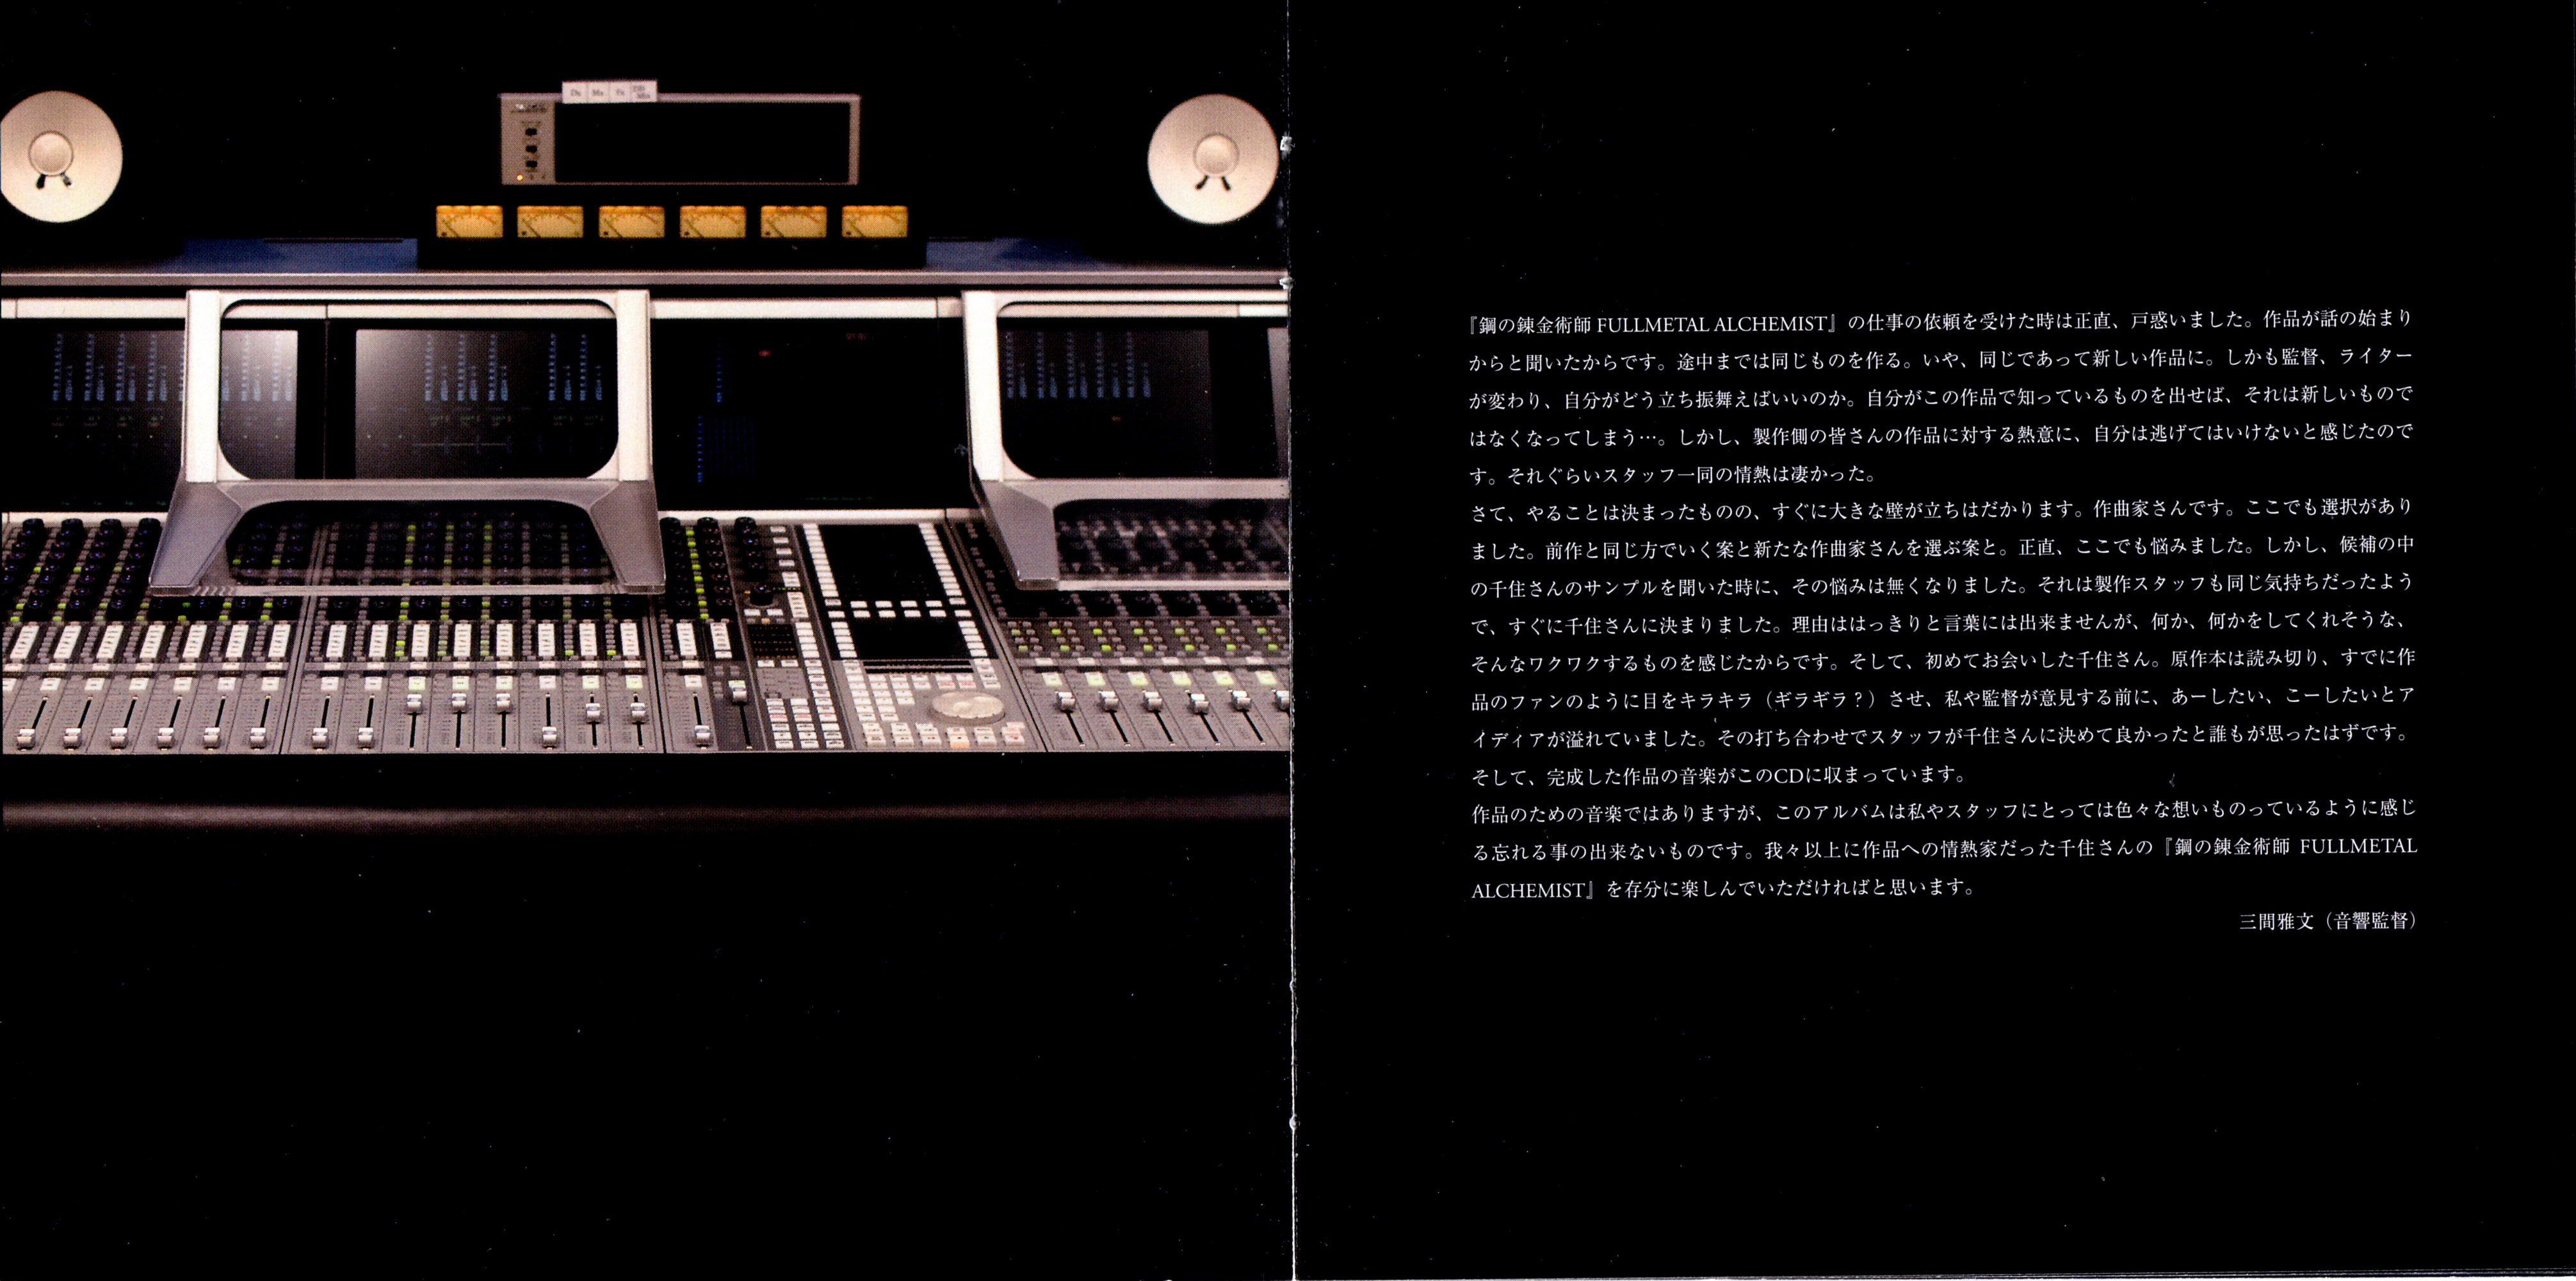 『鋼の錬金術師 FULLMETAL ALCHEMIST』の仕事の依頼を受けた時は正直、戸惑いました。作品が話の始まり
からと聞いたからです。途中までは同じものを作る。いや、同じであって新しい作品に。しかも監督、ライター
が変わり、自分がどう立ち振舞えばいいのか。自分がこの作品で知っているものを出せば、それは新しいもので
はなくなってしまう…。しかし、製作側の皆さんの作品に対する熱意に、自分は逃げてはいけないと感じたので
す。それぐらいスタッフ一同の情熱は凄かった。
さて、やることは決まったものの、すぐに大きな壁が立ちはだかります。作曲家さんです。ここでも選択があり
ました。前作と同じ方でいく案と新たな作曲家さんを選ぶ案と。正直、ここでも悩みました。しかし、候補の中
の千住さんのサンプルを聞いた時に、その悩みは無くなりました。それは製作スタッフも同じ気持ちだったよう
で、すぐに千住さんに決まりました。理由ははっきりと言葉には出来ませんが、何か、何かをしてくれそうな、
そんなワクワクするものを感じたからです。そして、初めてお会いした千住さん。原作本は読み切り、すでに作
品のファンのように目をキラキラ（ギラギラ？）させ、私や監督が意見する前に、あーしたい、こーしたいとア
イディアが溢れていました。その打ち合わせでスタッフが千住さんに決めて良かったと誰もが思ったはずです。
そして、完成した作品の音楽がこのCDに収まっています。
作品のための音楽ではありますが、このアルバムは私やスタッフにとっては色々な想いものっているように感じ
る忘れる事の出来ないものです。我々以上に作品への情熱家だった千住さんの『鋼の錬金術師 FULLMETAL
ALCHEMIST』を存分に楽しんでいただければと思います。
三間雅文（音響監督）